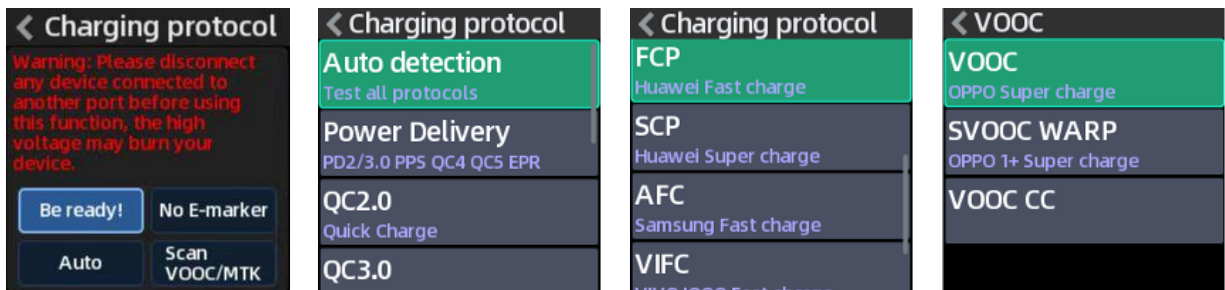 Charging protocol
Warning: Please disconnect
any device connected to
another port before using
this function, the high
voltage may burn your
device.
Be ready!
No E-marker
Auto
Scan
VOOC/MTK
Charging protocol
Auto detection
Test all protocols
Power Delivery
PD2/3.0 PPS QC4 QC5 EPR
QC2.0
Quick Charge
QC3.0
Charging protocol
FCP
Huawei Fast charge
SCP
Huawei Super charge
AFC
Samsung Fast charge
VIFC
VOOC
VOOC
OPPO Super charge
SVOOC WARP
OPPO 1+ Super charge
VOOC CC